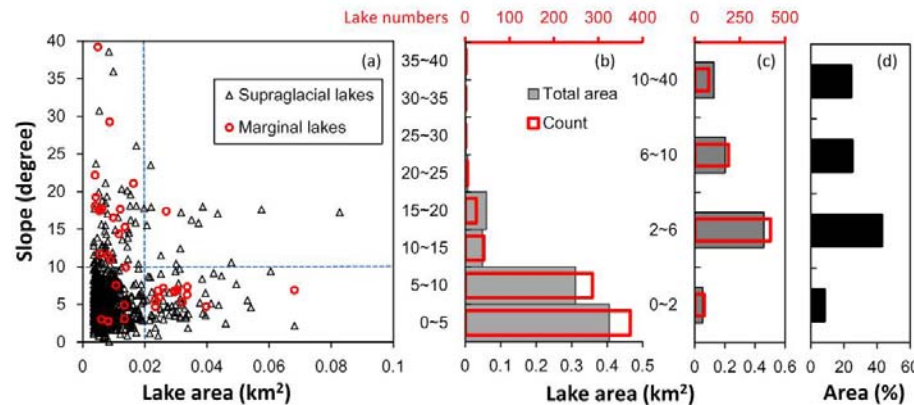 Lake numbers
0 100 200 300 400
0 250 500
(a)
(b)
(c)
(d)
Slope (degree)
40
35
30
25
20
15
10
5
0
△ Supraglacial lakes
○ Marginal lakes
0 0.02 0.04 0.06 0.08 0.1
Lake area (km²)
35~40
30~35
25~30
20~25
15~20
10~15
5-10
0~5
Total area
Count
0 0.1 0.2 0.3 0.4 0.5
Lake area (km²)
10~40
6~10
2~6
0~2
0 0.2 0.4 0.6
0 20 40 60
Area (%)